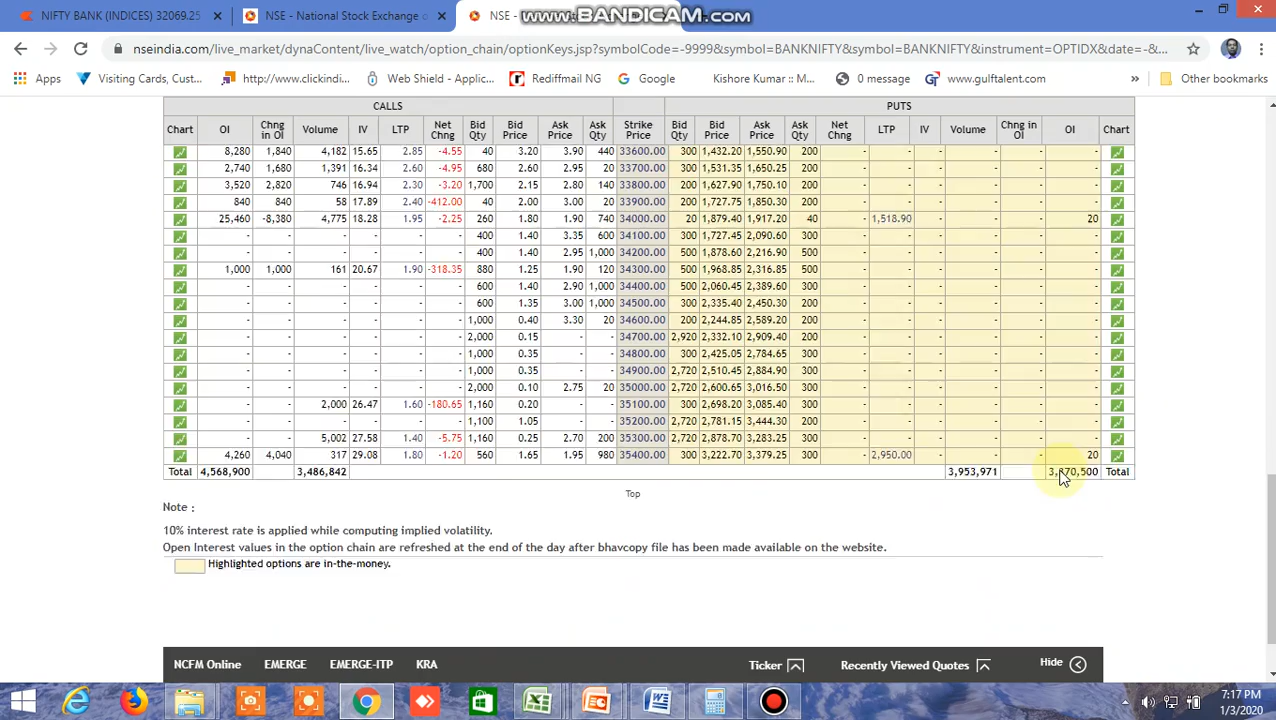 NIFTY BANK (INDICES) 32069.25
NSE - National Stock Exchange o
NSE -
www.BANDICAM.com
nseindia.com/live_market/dynaContent/live_watch/option_chain/optionKeys.jsp?symbolCode=-9999&symbol=BANKNIFTY&symbol=BANKNIFTY&instrument=OPTIDX&date=-&...
Apps Visiting Cards, Cust... http://www.clickindi... Web Shield - Applic... Rediffmail NG Google Kishore Kumar :: M... 0 message www.gulftalent.com » Other bookmarks
CALLS PUTS
Chart OI Chng in OI Volume IV LTP Net Chng Bid Qty Bid Price Ask Price Ask Qty Strike Price Bid Qty Bid Price Ask Price Ask Qty Net Chng LTP IV Volume Chng in OI OI Chart
8,280 1,840 4,182 15.65 2.85 -4.55 40 3.20 3.90 440 33600.00 300 1,432.20 1,550.90 200 - - - - - -
2,740 1,680 1,391 16.34 2.60 -4.95 680 2.60 2.95 20 33700.00 300 1,531.35 1,650.25 200 - - - - - -
3,520 2,820 746 16.94 2.30 -3.20 1,700 2.15 2.80 140 33800.00 300 1,627.90 1,750.10 200 - - - - - -
840 840 58 17.89 2.40 -412.00 40 2.00 3.00 20 33900.00 300 1,727.75 1,850.30 200 - - - - - -
25,460 -8,380 4,775 18.28 1.95 -2.25 260 1.80 1.90 740 34000.00 20 1,879.40 1,917.20 40 - 1,518.90 - - - 20
- - - - - - 400 1.40 3.35 600 34100.00 300 1,727.45 2,090.60 300 - - - - - -
- - - - - - 400 1.40 2.95 1,000 34200.00 500 1,878.60 2,216.90 500 - - - - - -
1,000 1,000 161 20.67 1.90 -318.35 880 1.25 1.90 120 34300.00 500 1,968.85 2,316.85 500 - - - - - -
- - - - - - 600 1.40 2.90 1,000 34400.00 500 2,060.45 2,389.60 300 - - - - - -
- - - - - - 600 1.35 3.00 1,000 34500.00 300 2,335.40 2,450.30 200 - - - - - -
- - - - - - 1,000 0.40 3.30 20 34600.00 200 2,244.85 2,589.20 300 - - - - - -
- - - - - - 2,000 0.15 - - 34700.00 2,920 2,332.10 2,909.40 200 - - - - - -
- - - - - - 1,000 0.35 - - 34800.00 300 2,425.05 2,784.65 300 - - - - - -
- - - - - - 1,000 0.35 - - 34900.00 2,720 2,510.45 2,884.90 300 - - - - - -
- - - - - - 2,000 0.10 2.75 20 35000.00 2,720 2,600.65 3,016.50 300 - - - - - -
- - 2,000 26.47 1.60 -180.65 1,160 0.20 - - 35100.00 300 2,698.20 3,085.40 300 - - - - - -
- - - - - - 1,100 1.05 - - 35200.00 2,720 2,781.15 3,444.30 300 - - - - - -
- - 5,002 27.58 1.40 -5.75 1,160 0.25 2.70 200 35300.00 2,720 2,878.70 3,283.25 300 - - - - - -
4,260 4,040 317 29.08 1.80 -1.20 560 1.65 1.95 980 35400.00 300 3,222.70 3,379.25 300 - 2,950.00 - - - 20
Total 4,568,900 3,486,842 3,953,971 Total
Top
Note :
10% interest rate is applied while computing implied volatility.
Open Interest values in the option chain are refreshed at the end of the day after bhavcopy file has been made available on the website.
Highlighted options are in-the-money.
NCFM Online EMERGE EMERGE-ITP KRA Ticker Recently Viewed Quotes Hide
7:17 PM
1/3/2020